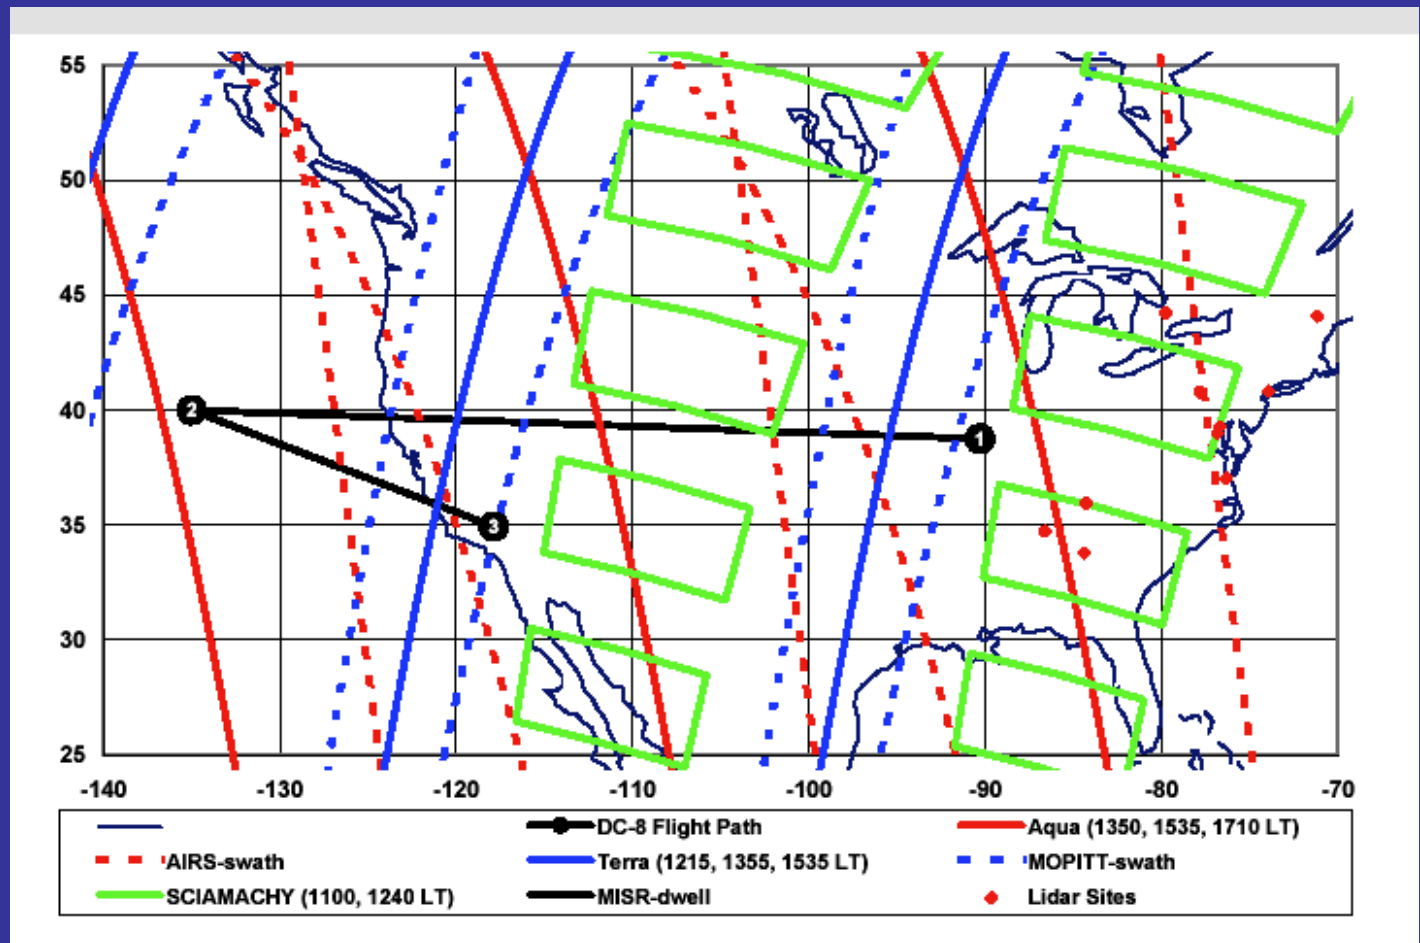 55
50
45
40
35
30
25
2
1
3
-140 -130 -120 -110 -100 -90 -80 -70
DC-8 Flight Path Aqua (1350, 1535, 1710 LT)
AIRS-swath Terra (1215, 1355, 1535 LT) MOPITT-swath
SCIAMACHY (1100, 1240 LT) MISR-dwell Lidar Sites